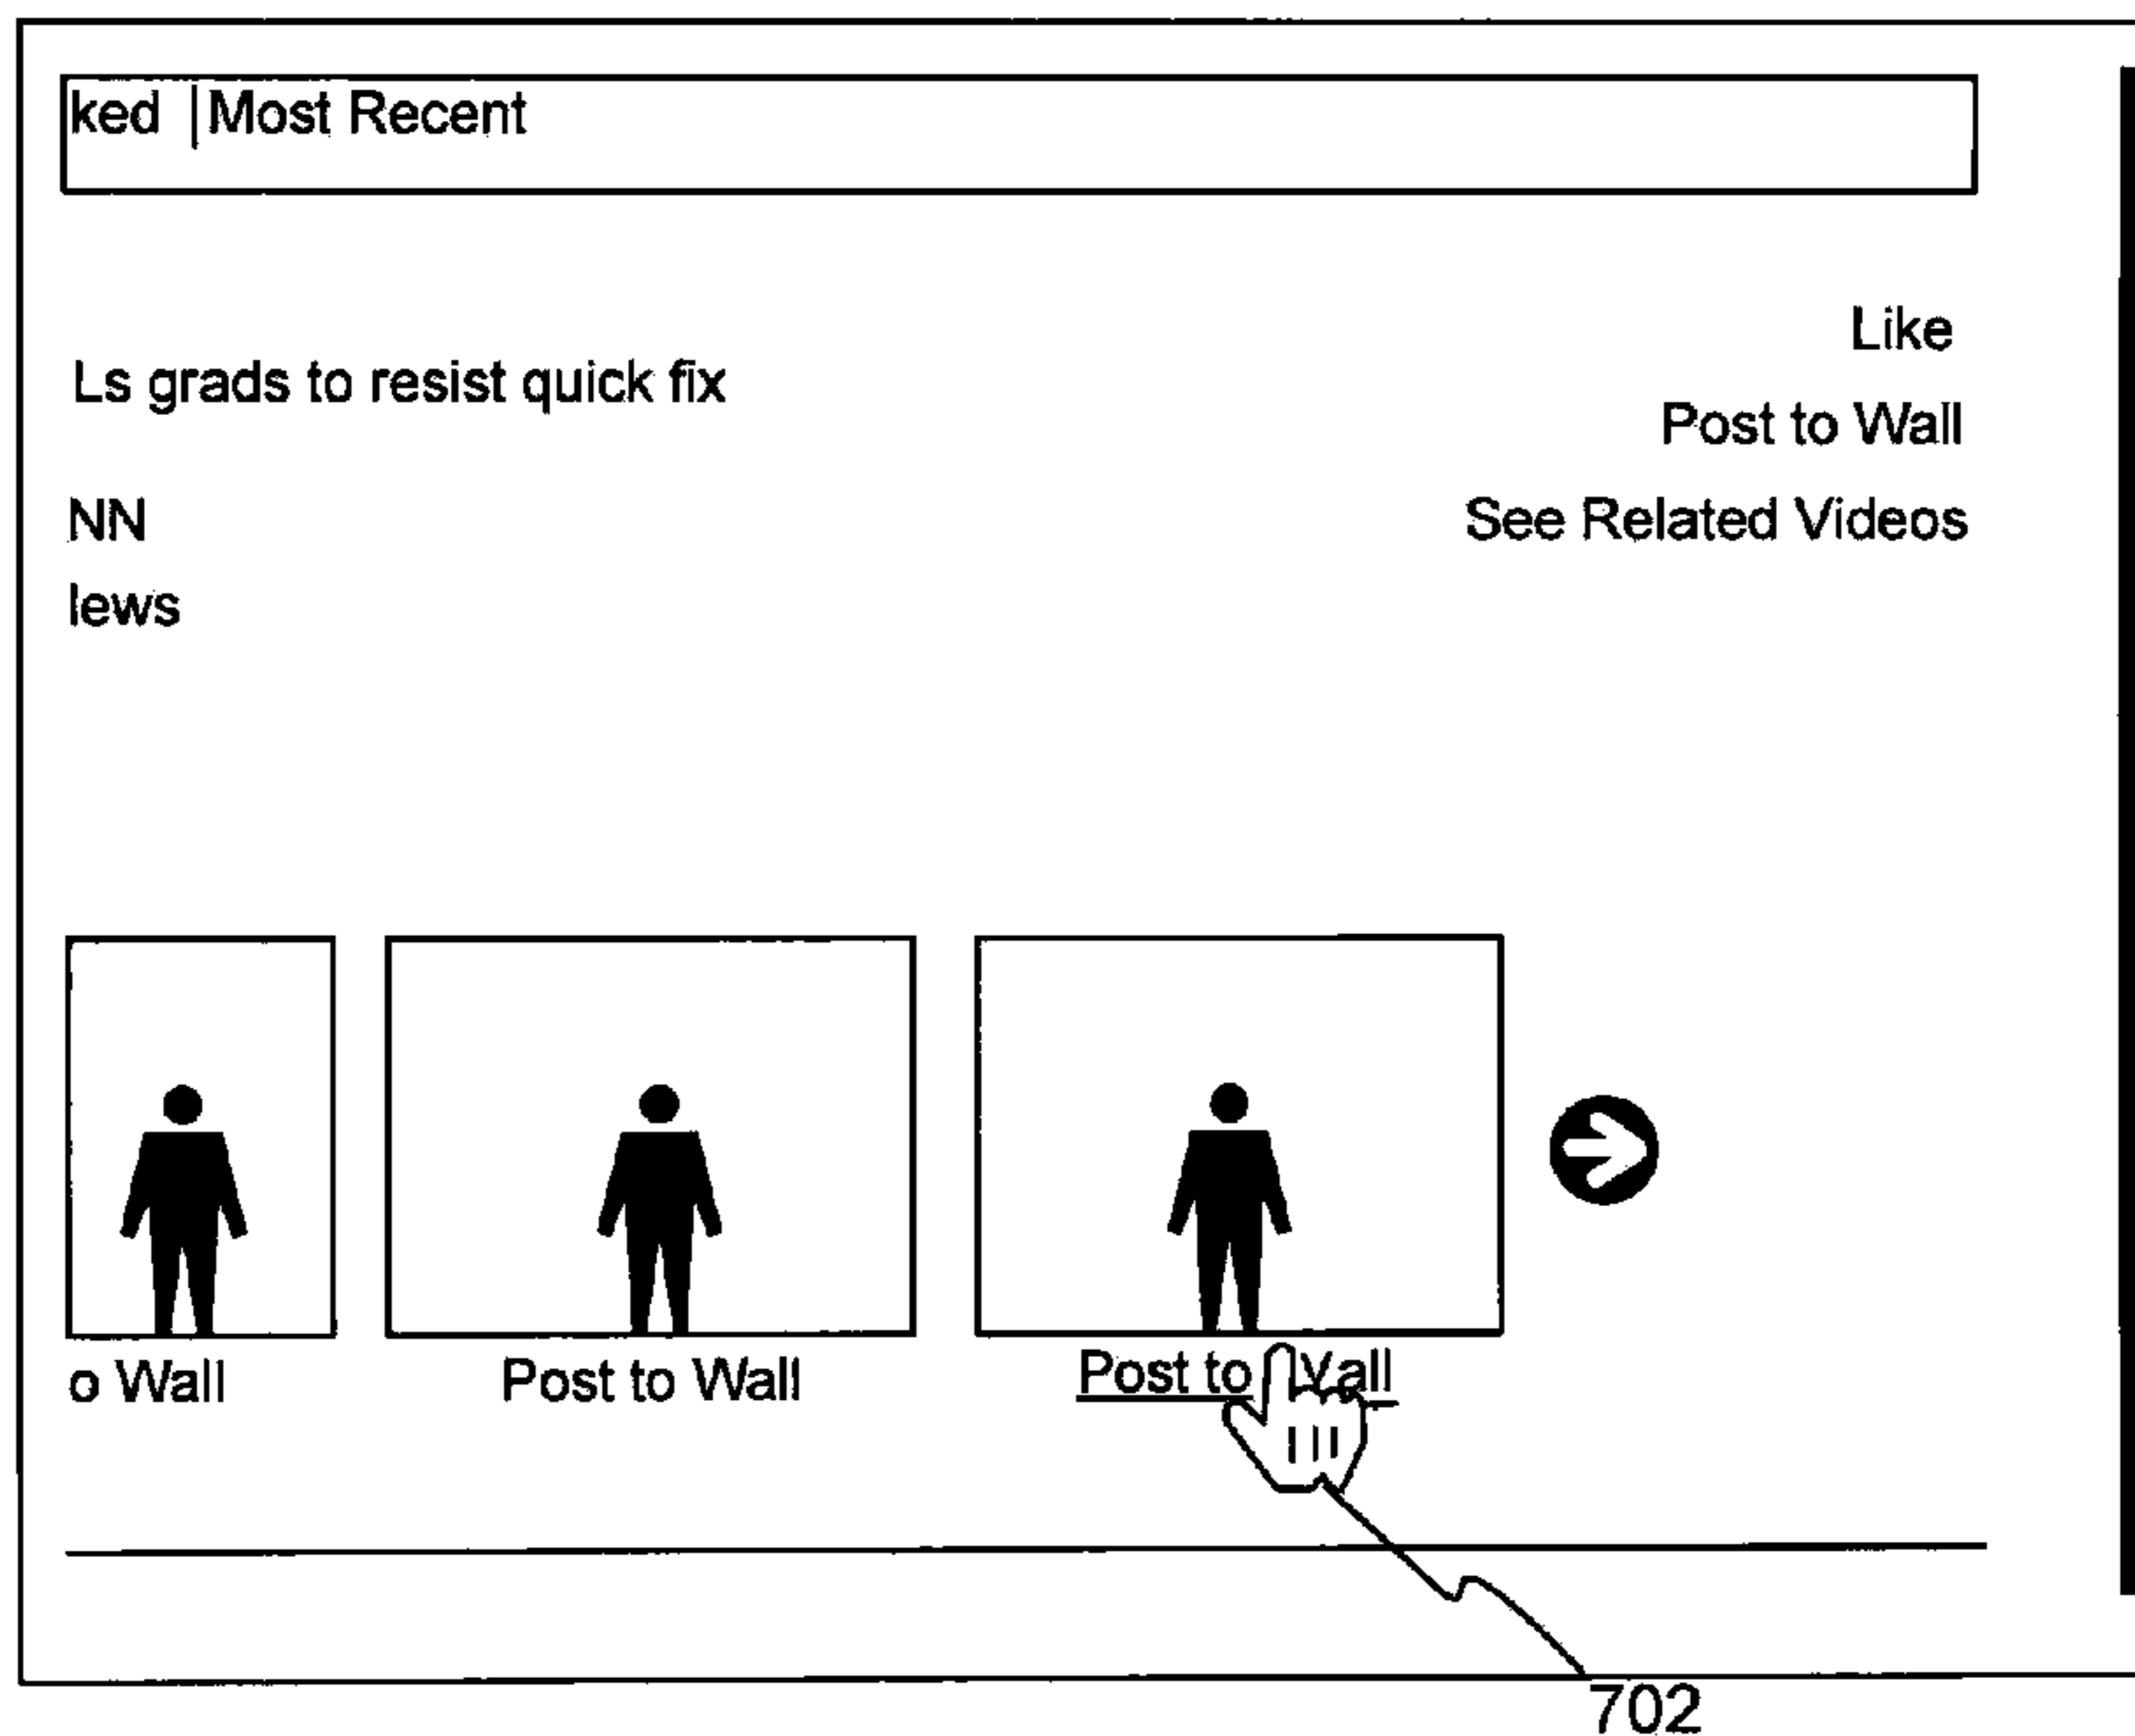 ked | Most Recent
Like
Ls grads to resist quick fix
Post to Wall
NN
See Related Videos
lews
o Wall
Post to Wall
Post to Wall
702